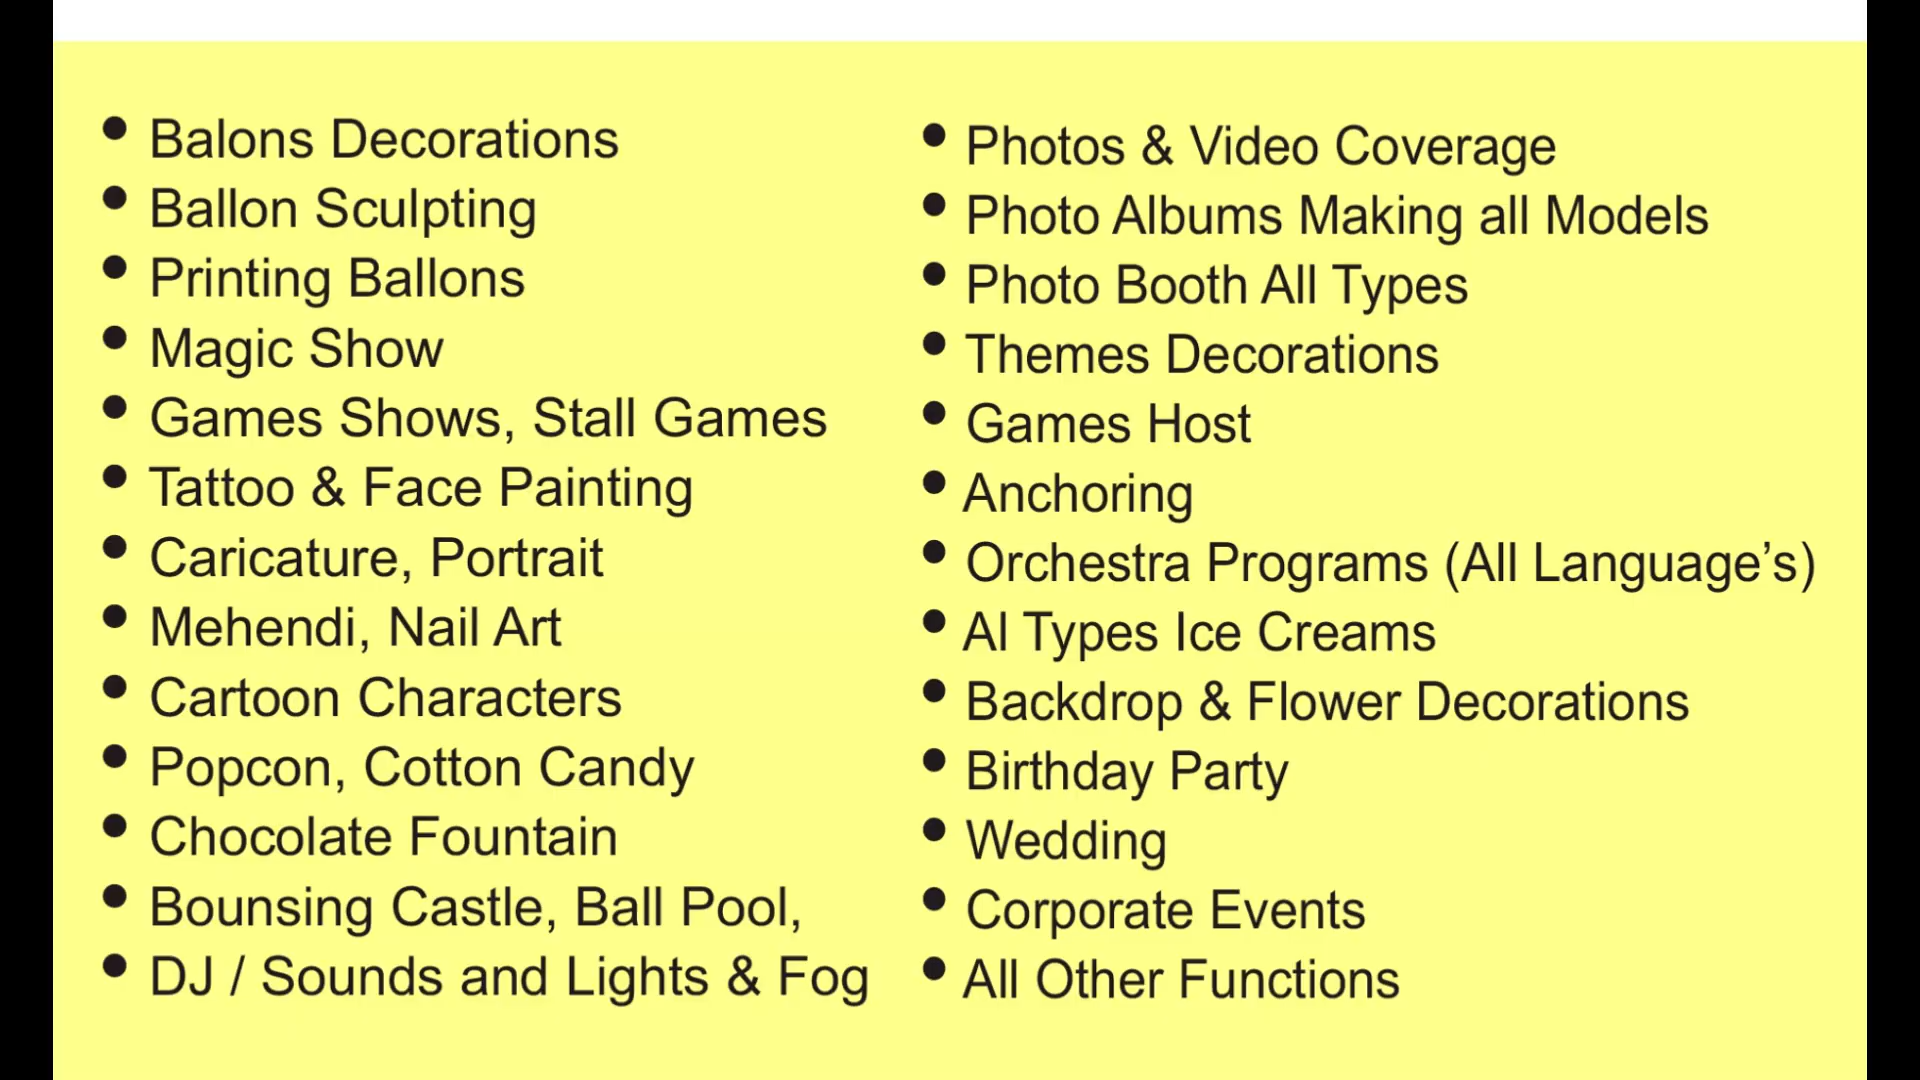 • Balons Decorations
• Ballon Sculpting
• Printing Ballons
• Magic Show
• Games Shows, Stall Games
• Tattoo & Face Painting
• Caricature, Portrait
• Mehendi, Nail Art
• Cartoon Characters
• Popcon, Cotton Candy
• Chocolate Fountain
• Bounsing Castle, Ball Pool,
• DJ / Sounds and Lights & Fog
• Photos & Video Coverage
• Photo Albums Making all Models
• Photo Booth All Types
• Themes Decorations
• Games Host
• Anchoring
• Orchestra Programs (All Language’s)
• Al Types Ice Creams
• Backdrop & Flower Decorations
• Birthday Party
• Wedding
• Corporate Events
• All Other Functions